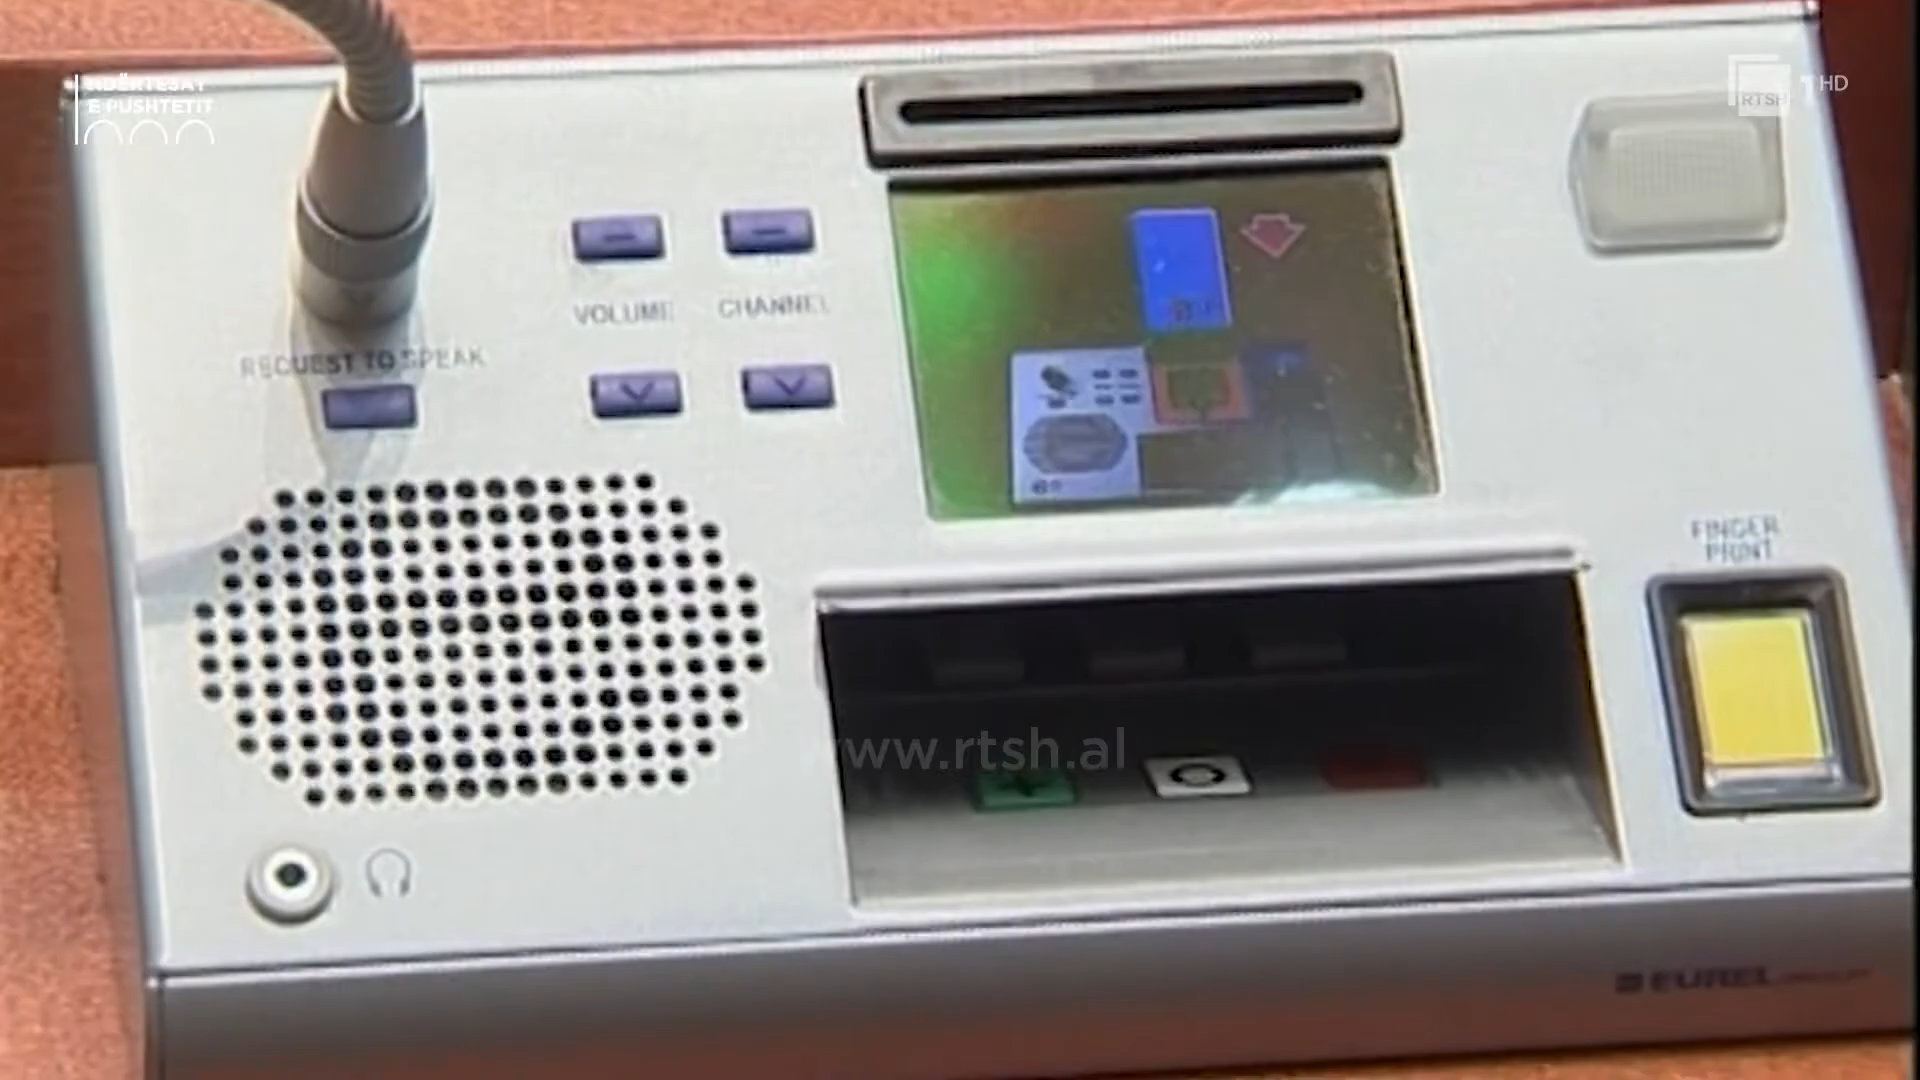 NDËRTESAT
E PUSHTETIT
RTSH 1 HD
VOLUME
CHANNEL
REQUEST TO SPEAK
FINGER
PRINT
www.rtsh.al
EUREL